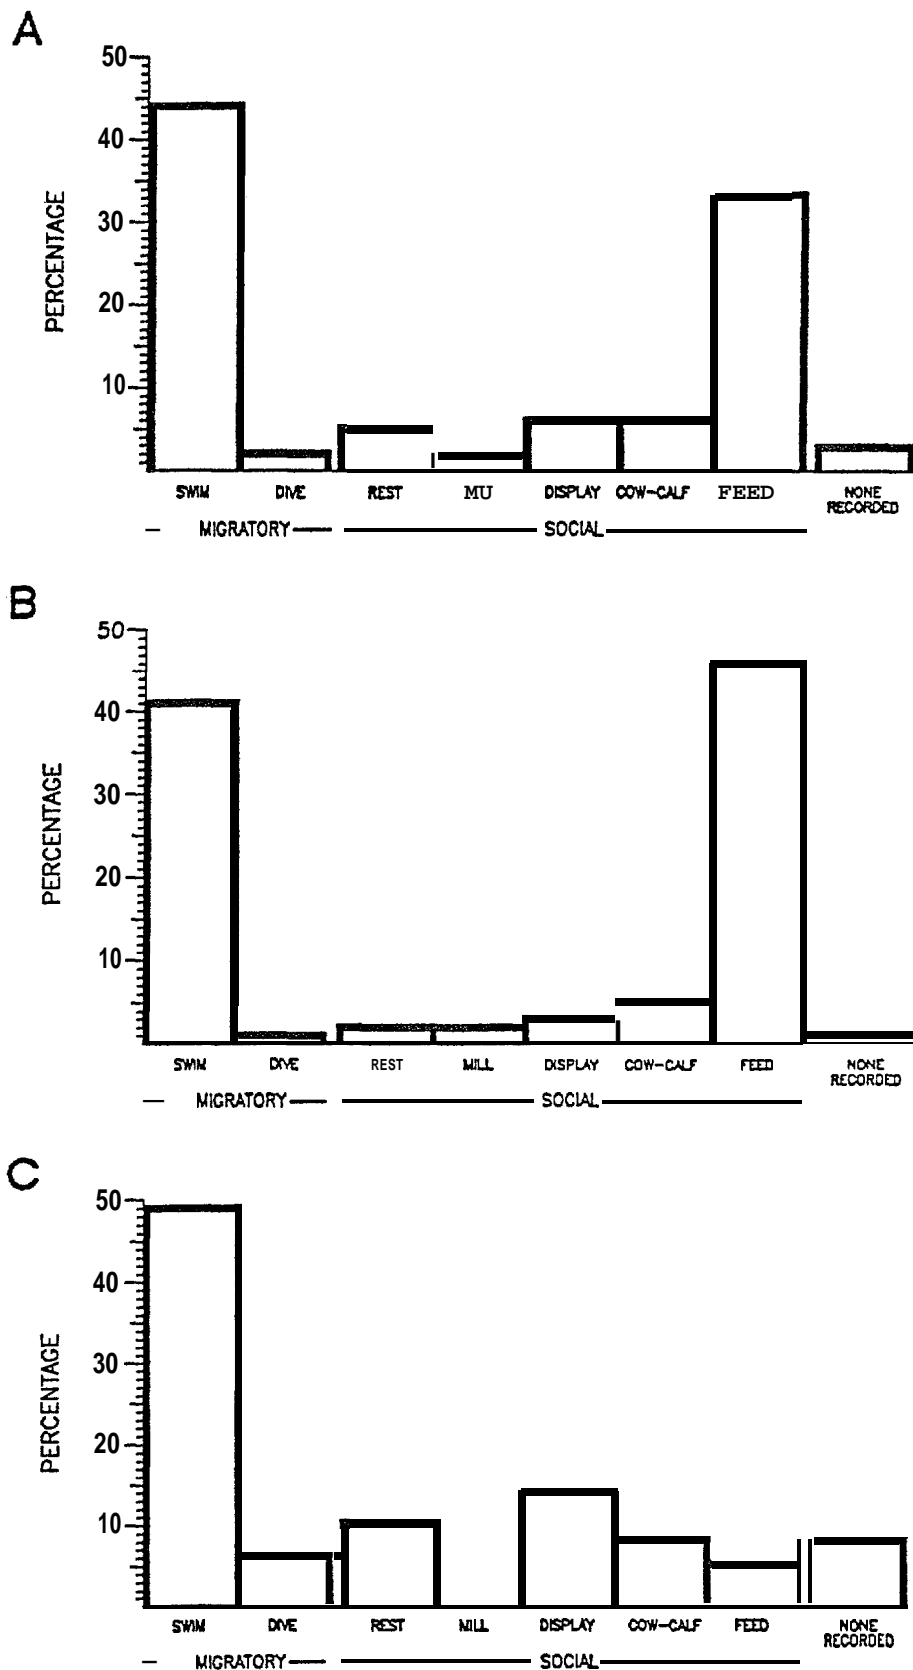 A
50
40
30
20
10
PERCENTAGE
SWIM DIVE REST MU DISPLAY COW-CALF FEED NONE
RECORDED
MIGRATORY SOCIAL
B
50
40
30
20
10
PERCENTAGE
SWIM DIVE REST MILL DISPLAY COW-CALF FEED NONE
RECORDED
MIGRATORY SOCIAL
C
50
40
30
20
10
PERCENTAGE
SWIM DIVE REST MILL DISPLAY COW-CALF FEED NONE
RECORDED
MIGRATORY SOCIAL